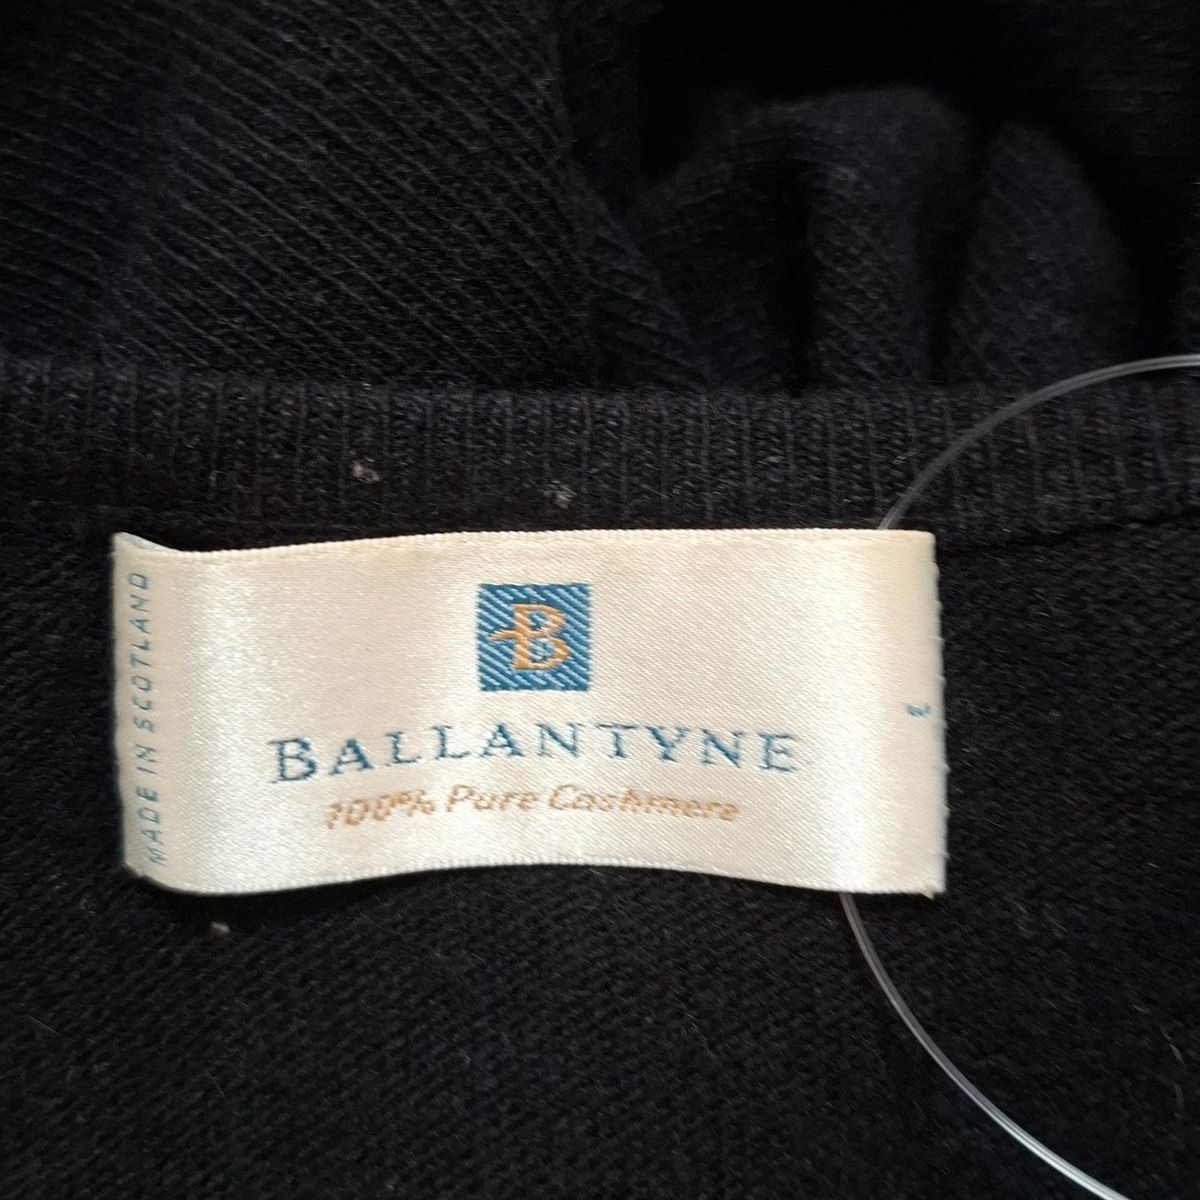 MADE IN SCOTLAND
B
BALLANTYNE
100% Pure Cashmere